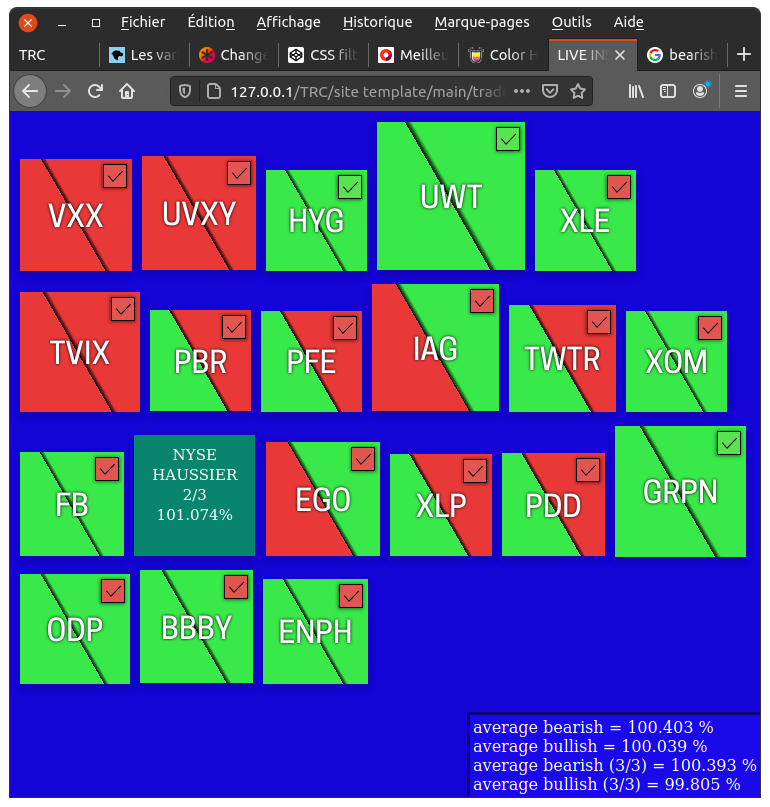 Fichier Édition Affichage Historique Marque-pages Outils Aide
TRC Les var Change CSS filt Meilleu Color H LIVE INS bearish
127.0.0.1/TRC/site template/main/trade
VXX UVXY HYG UWT XLE
TVIX PBR PFE IAG TWTR XOM
FB
NYSE
HAUSSIER
2/3
101.074%
EGO XLP PDD GRPN
ODP BBBY ENPH
average bearish = 100.403 %
average bullish = 100.039 %
average bearish (3/3) = 100.393 %
average bullish (3/3) = 99.805 %